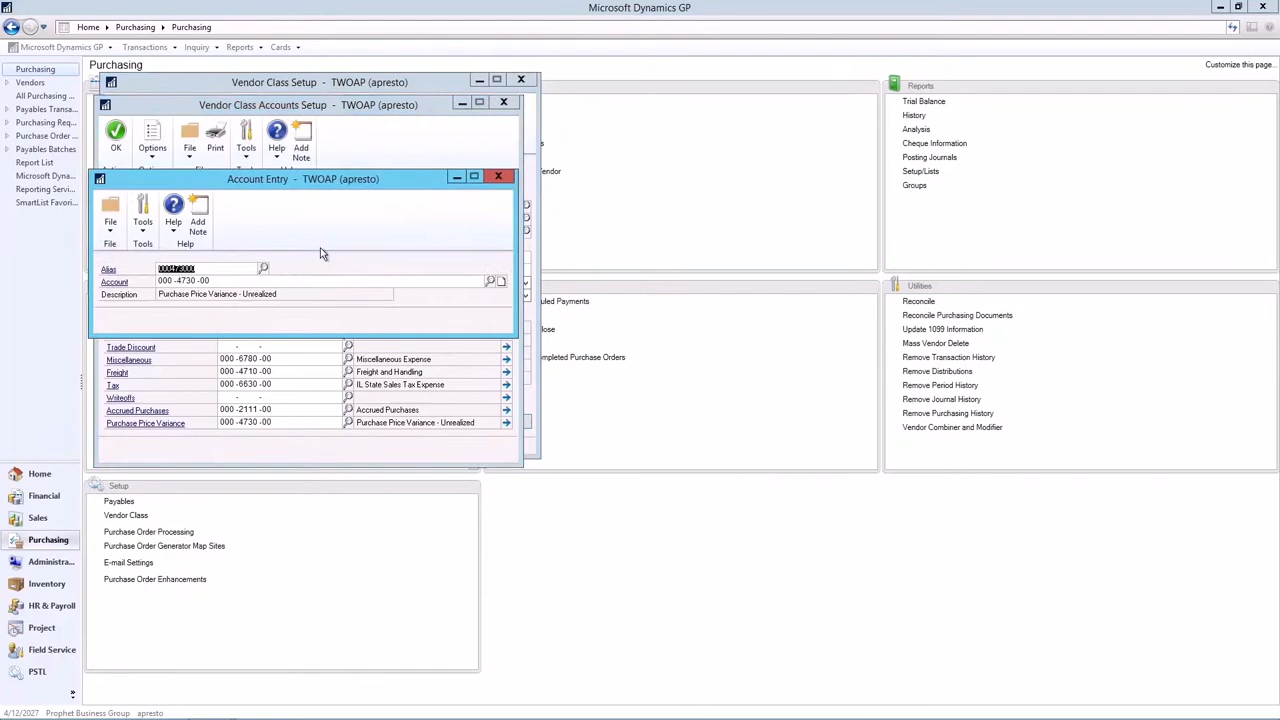 Microsoft Dynamics GP
Home
Purchasing
Purchasing
Microsoft Dynamics GP
Transactions
Inquiry
Reports
Cards
Purchasing
Vendors
All Purchasing ...
Payables Transa...
Purchasing Req...
Purchase Order ...
Payables Batches
Report List
Microsoft Dyna...
Reporting Servi...
SmartList Favori...
Purchasing
Customize this page...
Vendor Class Setup - TWOAP (apresto)
Vendor Class Accounts Setup - TWOAP (apresto)
OK
Options
File
Print
Tools
Help
Add
Note
Account Entry - TWOAP (apresto)
File
Tools
Help
Add
Note
File
Tools
Help
Alias
Account 000 -4730 -00
Description Purchase Price Variance - Unrealized
Trade Discount - -
Miscellaneous 000 -6780 -00 Miscellaneous Expense
Freight 000 -4710 -00 Freight and Handling
Tax 000 -6630 -00 IL State Sales Tax Expense
Writeoffs - -
Accrued Purchases 000 -2111 -00 Accrued Purchases
Purchase Price Variance 000 -4730 -00 Purchase Price Variance - Unrealized
Reports
Trial Balance
History
Analysis
Cheque Information
Posting Journals
Setup/Lists
Groups
Utilities
Reconcile
Reconcile Purchasing Documents
Update 1099 Information
Mass Vendor Delete
Remove Transaction History
Remove Distributions
Remove Period History
Remove Journal History
Remove Purchasing History
Vendor Combiner and Modifier
Setup
Payables
Vendor Class
Purchase Order Processing
Purchase Order Generator Map Sites
E-mail Settings
Purchase Order Enhancements
Home
Financial
Sales
Purchasing
Administra...
Inventory
HR & Payroll
Project
Field Service
PSTL
4/12/2027
Prophet Business Group
apresto